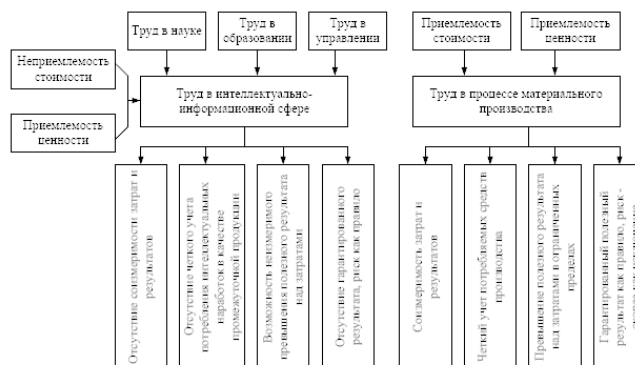 Труд в науке
Труд в
образовании
Труд в
управлении
Приемлемость
стоимости
Приемлемость
ценности
Неприемлемость
стоимости
Приемлемость
ценности
Труд в интеллектуально-
информационной сфере
Труд в процессе материального
производства
Отсутствие соизмеримости затрат и
результатов
Отсутствие четкого учета
потребления интеллектуальных
наработок в качестве
промежуточной продукции
Возможность неизмеримого
превышения полезного результата
над затратами
Отсутствие гарантированного
результата, риск как правило
Соизмеримость затрат и
результатов
Четкий учет потребляемых средств
производства
Превышение полезного результата
над затратами в ограниченных
пределах
Гарантированный полезный
результат как правило, риск -